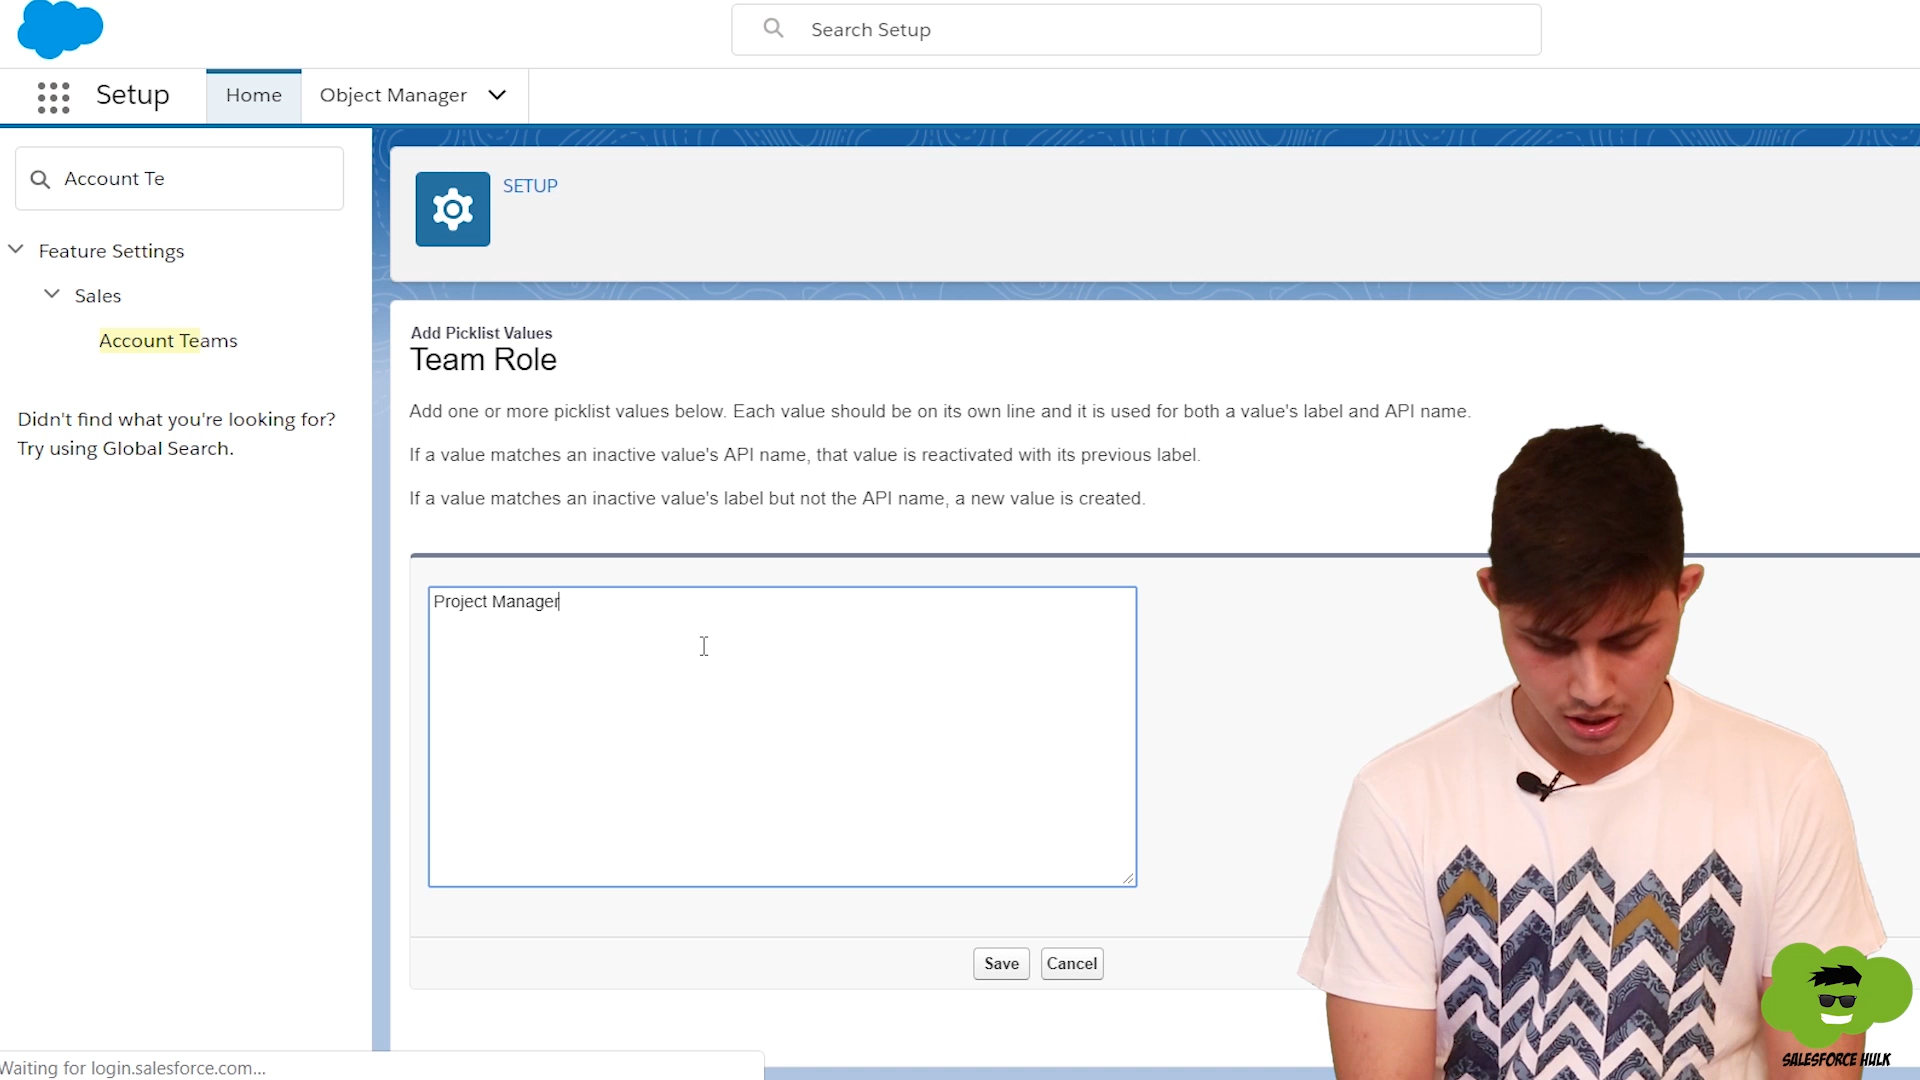 Search Setup
Setup
Home
Object Manager
Account Te
SETUP
Feature Settings
Sales
Account Teams
Didn't find what you're looking for?
Try using Global Search.
Add Picklist Values
Team Role
Add one or more picklist values below. Each value should be on its own line and it is used for both a value's label and API name.
If a value matches an inactive value's API name, that value is reactivated with its previous label.
If a value matches an inactive value's label but not the API name, a new value is created.
Project Manager
Save
Cancel
SALESFORCE HULK
Waiting for login.salesforce.com...